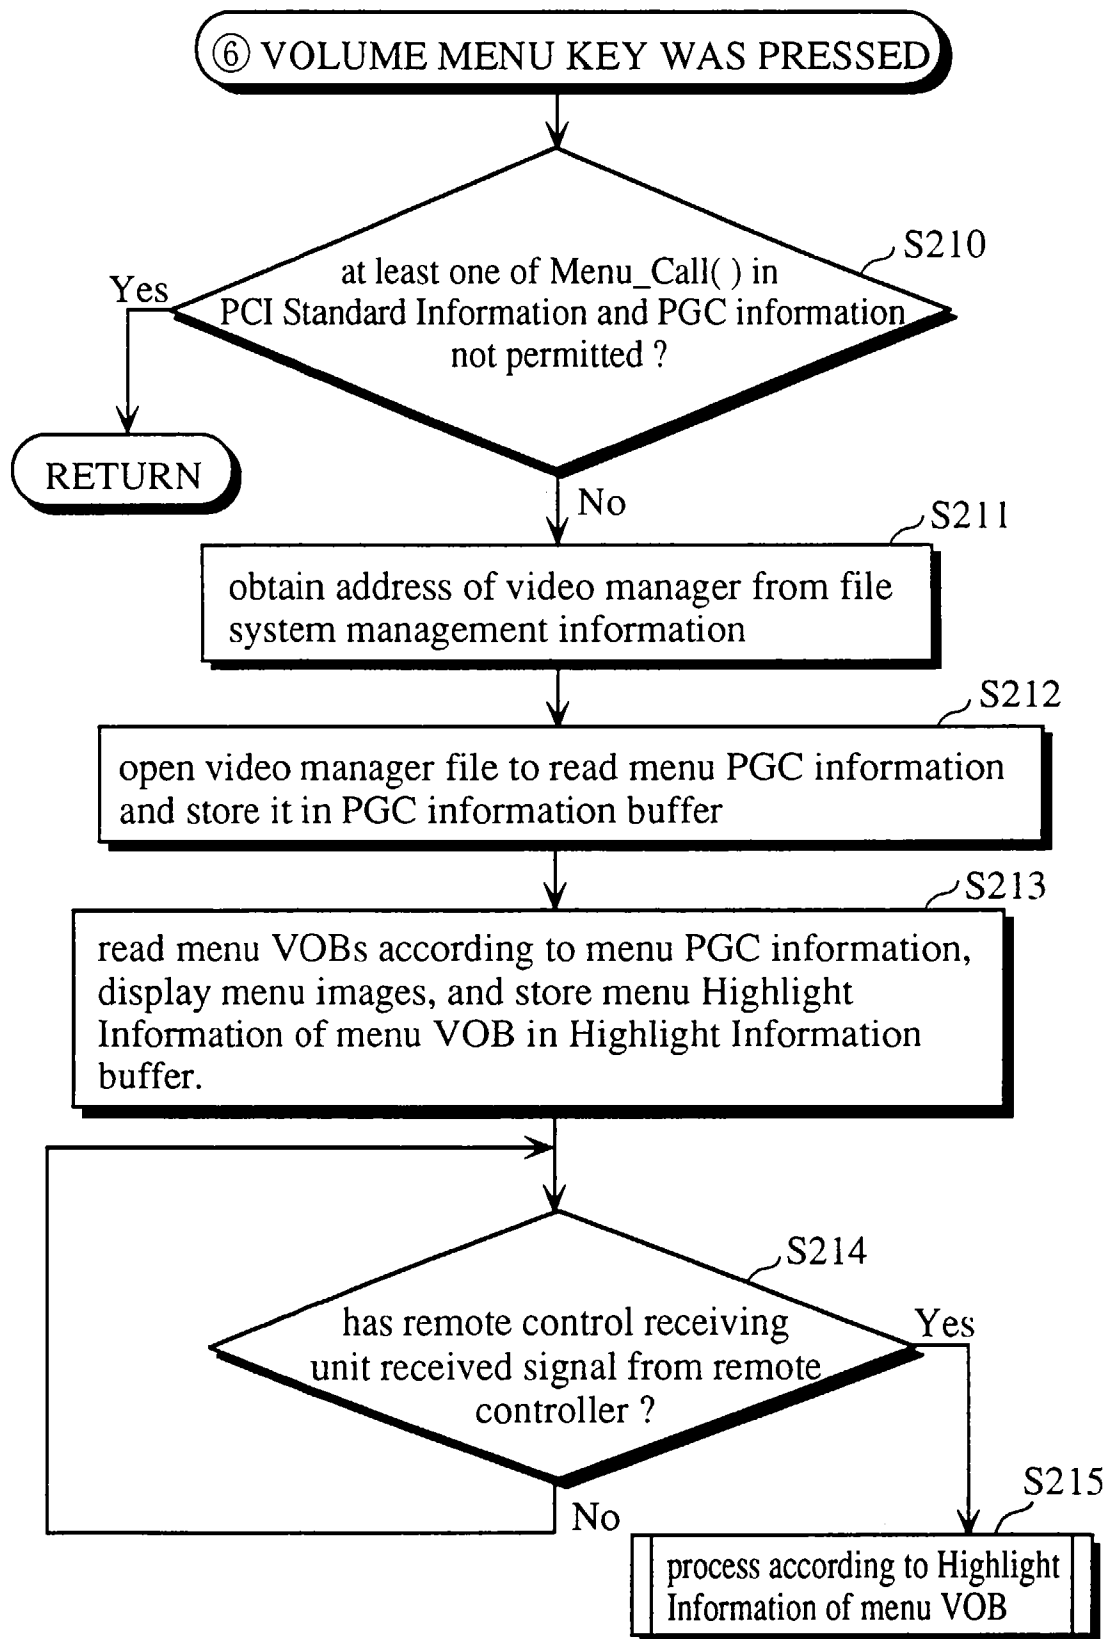 ⑥ VOLUME MENU KEY WAS PRESSED
S210
at least one of Menu_Call( ) in
PCI Standard Information and PGC information
not permitted ?
Yes
RETURN
No
S211
obtain address of video manager from file
system management information
S212
open video manager file to read menu PGC information
and store it in PGC information buffer
S213
read menu VOBs according to menu PGC information,
display menu images, and store menu Highlight
Information of menu VOB in Highlight Information
buffer.
S214
has remote control receiving
unit received signal from remote
controller ?
Yes
No
S215
process according to Highlight
Information of menu VOB